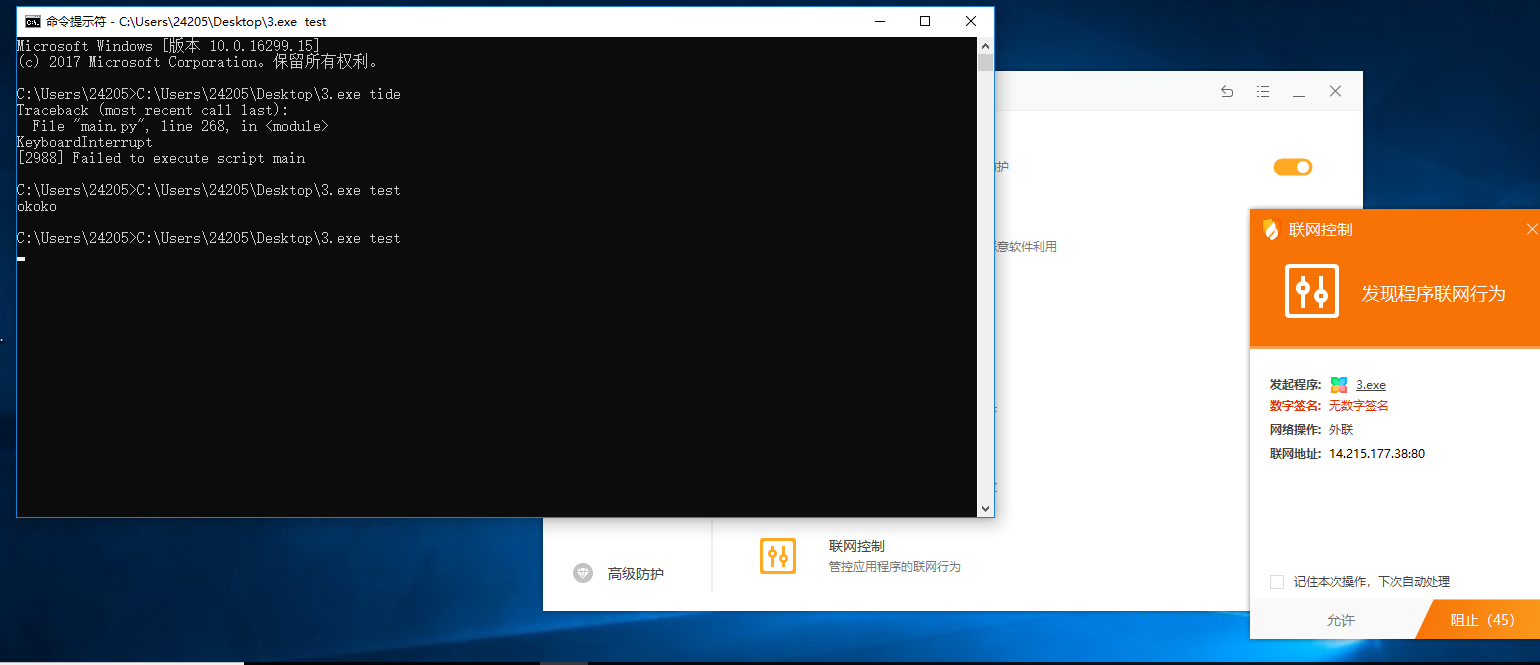 命令提示符 - C:\Users\24205\Desktop\3.exe  test
Microsoft Windows [版本 10.0.16299.15]
(c) 2017 Microsoft Corporation。保留所有权利。
C:\Users\24205>C:\Users\24205\Desktop\3.exe tide
Traceback (most recent call last):
  File "main.py", line 268, in <module>
KeyboardInterrupt
[2988] Failed to execute script main
C:\Users\24205>C:\Users\24205\Desktop\3.exe test
okoko
C:\Users\24205>C:\Users\24205\Desktop\3.exe test
护
意软件利用
高级防护
联网控制
管控应用程序的联网行为
联网控制
发现程序联网行为
发起程序: 3.exe
数字签名: 无数字签名
网络操作: 外联
联网地址: 14.215.177.38:80
记住本次操作，下次自动处理
允许
阻止（45）